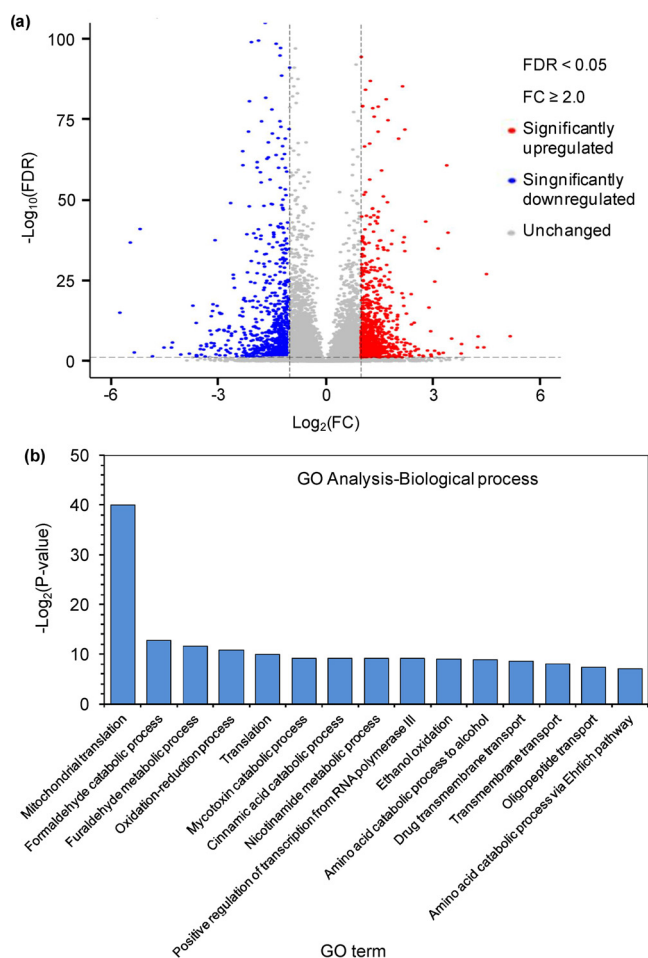 (a)
100
75
50
25
0
-Log10(FDR)
-6
-3
0
3
6
Log2(FC)
FDR < 0.05
FC ≥ 2.0
Significantly
upregulated
Singnificantly
downregulated
Unchanged
(b)
GO Analysis-Biological process
50
40
30
20
10
0
-Log2(P-value)
Mitochondrial translation
Formaldehyde catabolic process
Furaldehyde metabolic process
Oxidation-reduction process
Translation
Mycotoxin catabolic process
Cinnamic acid catabolic process
Nicotinamide metabolic process
Positive regulation of transcription from RNA polymerase III
Ethanol oxidation
Amino acid catabolic process to alcohol
Drug transmembrane transport
Transmembrane transport
Oligopeptide transport
Amino acid catabolic process via Ehrlich pathway
GO term